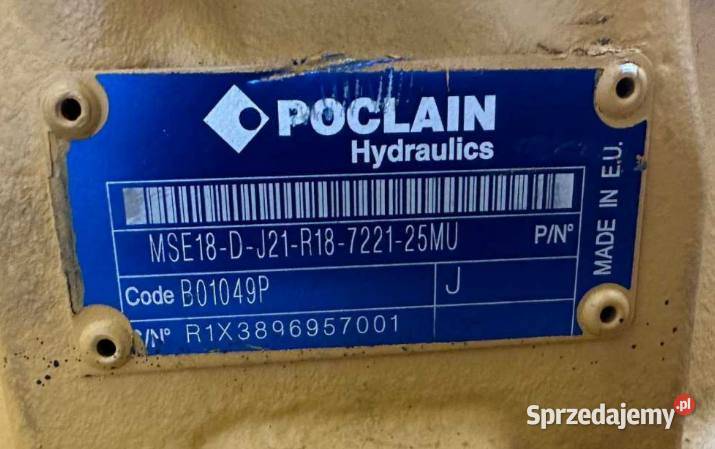 POCLAIN
Hydraulics
MSE18-D-J21-R18-7221-25MU P/N°
Code B01049P J
S/N° R1X3896957001
MADE IN E.U.
Sprzedajemy.pl